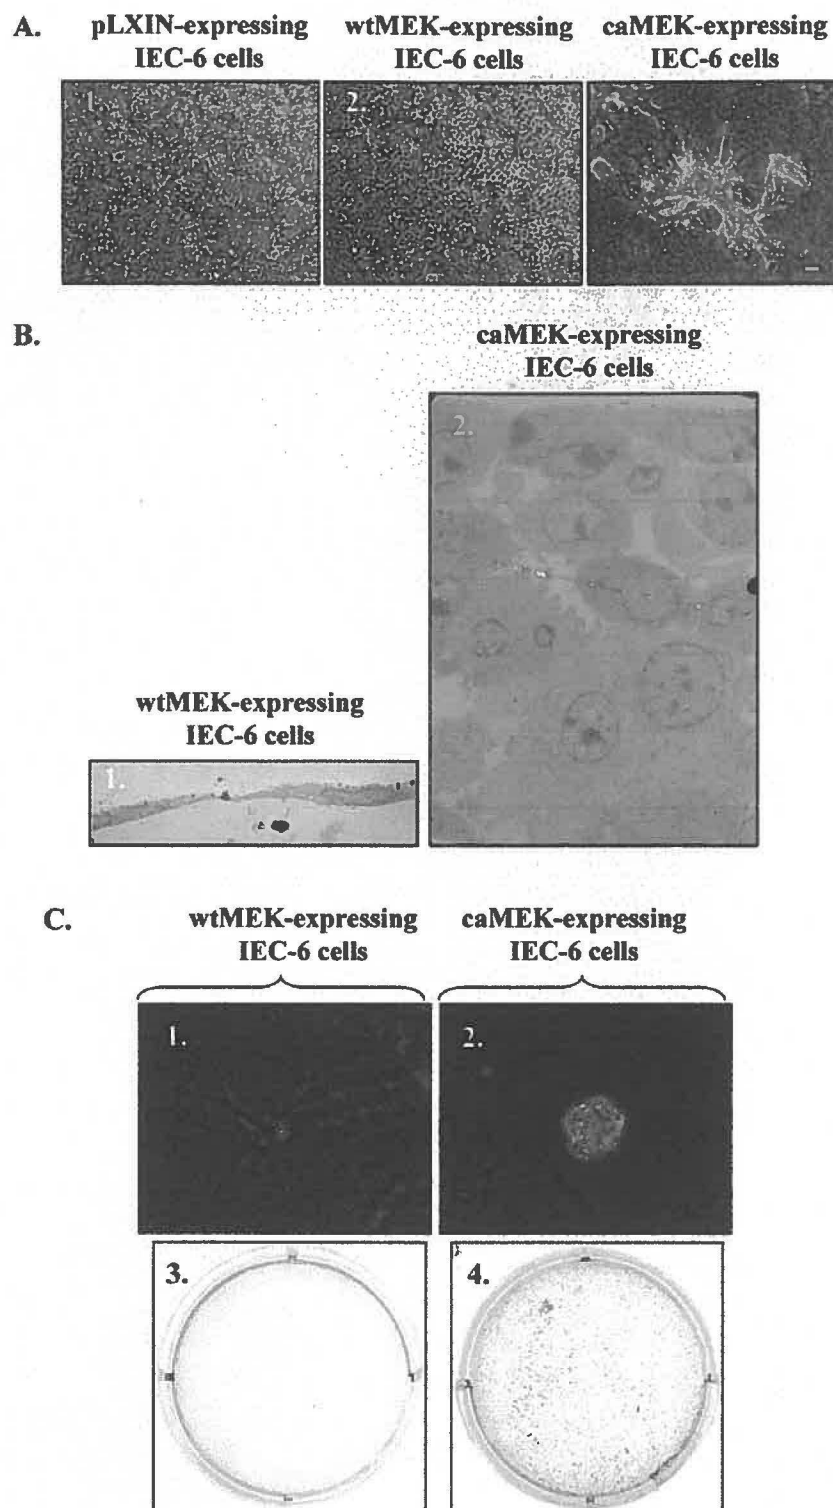 A.
pLXIN-expressing
IEC-6 cells
wtMEK-expressing
IEC-6 cells
caMEK-expressing
IEC-6 cells
1.
2.
B.
caMEK-expressing
IEC-6 cells
2.
wtMEK-expressing
IEC-6 cells
1.
C.
wtMEK-expressing
IEC-6 cells
caMEK-expressing
IEC-6 cells
1.
2.
3.
4.